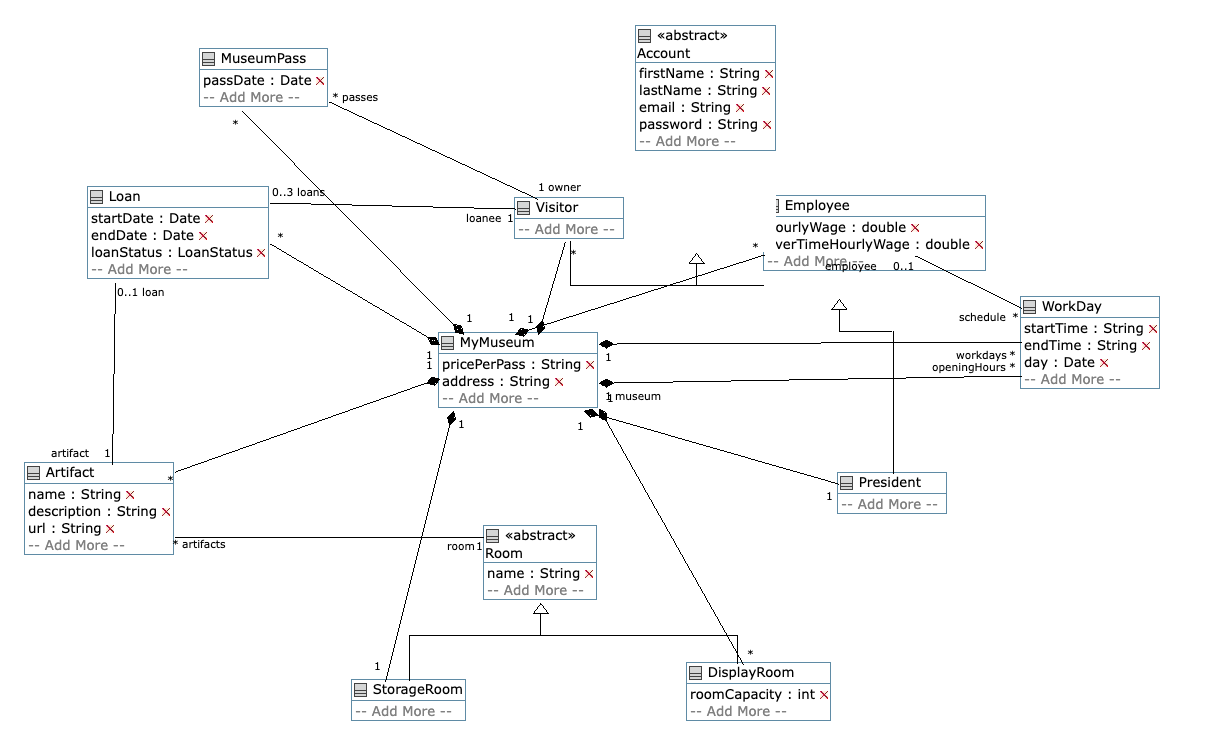 «abstract»
Account
firstName : String
lastName : String
email : String
password : String
-- Add More --
MuseumPass
passDate : Date
-- Add More --
* passes
*
Loan
startDate : Date
endDate : Date
loanStatus : LoanStatus
-- Add More --
0..3 loans
*
0..1 loan
1 owner
loanee 1
Visitor
-- Add More --
*
Employee
ourlyWage : double
verTimeHourlyWage : double
-- Add More --
*
employee 0..1
WorkDay
startTime : String
endTime : String
day : Date
-- Add More --
schedule *
workdays *
openingHours *
MyMuseum
pricePerPass : String
address : String
-- Add More --
1
1
1
1
1
1
1
1 museum
1
1
artifact 1
Artifact
name : String
description : String
url : String
-- Add More --
*
* artifacts
room 1
President
-- Add More --
1
«abstract»
Room
name : String
-- Add More --
1
StorageRoom
-- Add More --
*
DisplayRoom
roomCapacity : int
-- Add More --